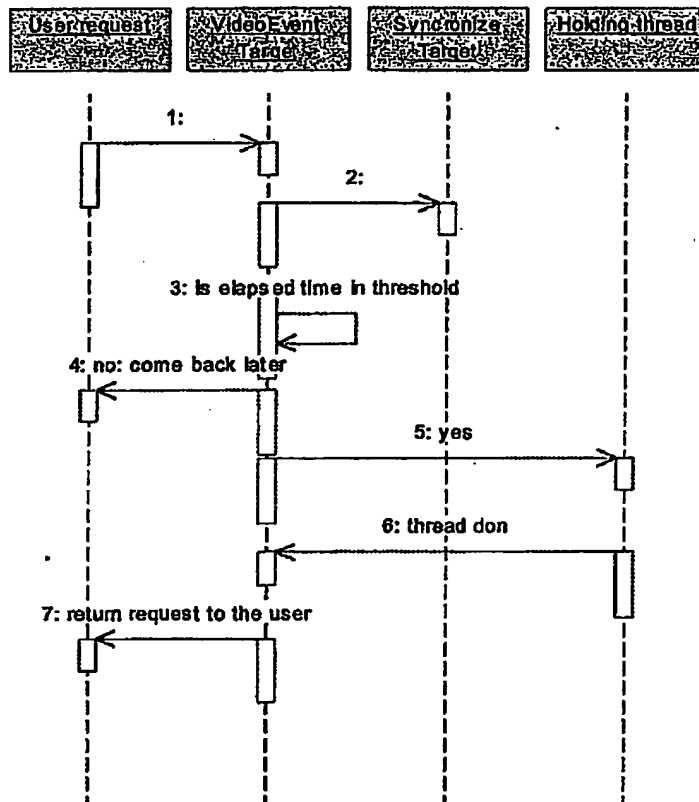 User request
VideoEvent
Target
Syncronize
Target
Holding thread
1:
2:
3: Is elapsed time in threshold
4: no: come back later
5: yes
6: thread don
7: return request to the user